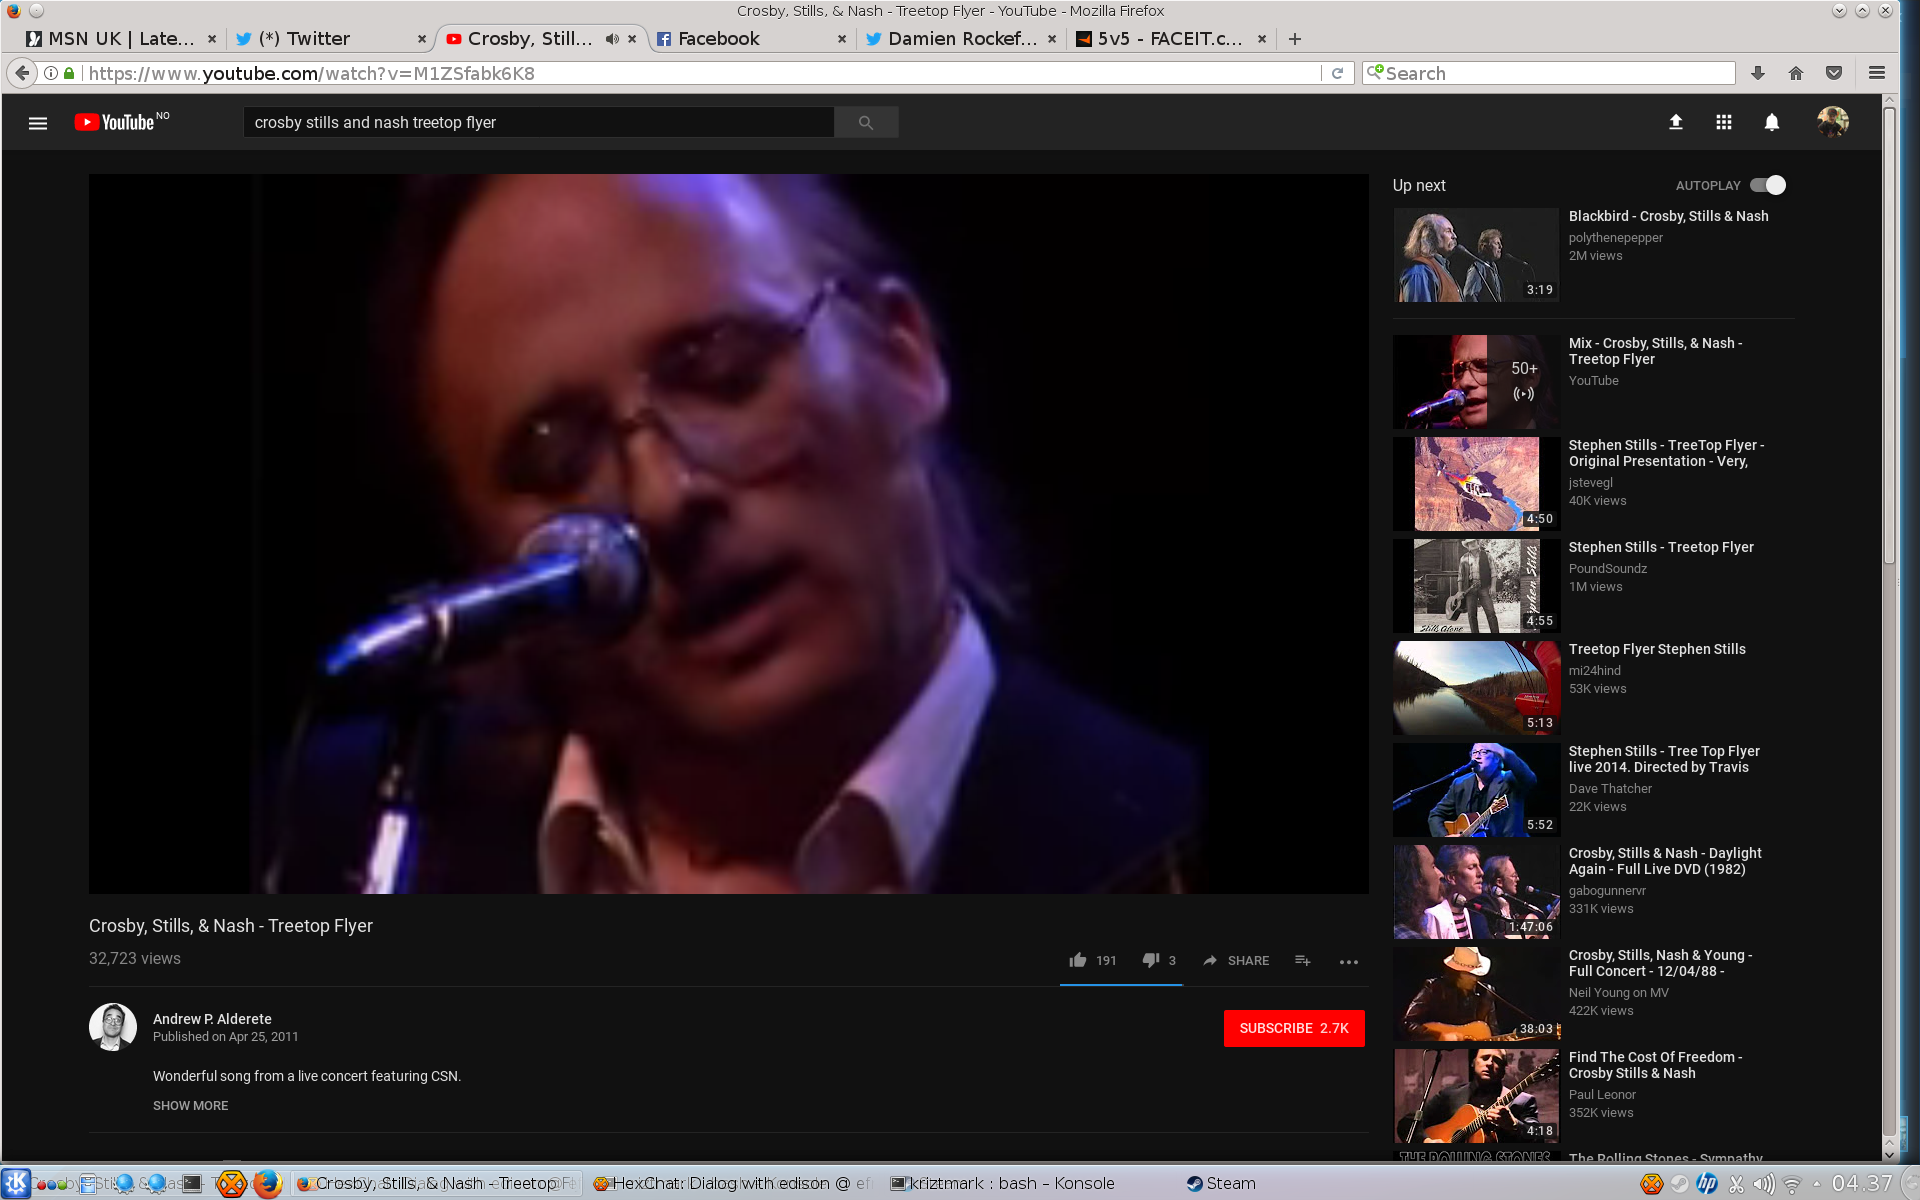 Crosby, Stills, & Nash - Treetop Flyer - YouTube - Mozilla Firefox
MSN UK | Late...
(*) Twitter
Crosby, Still...
Facebook
Damien Rockef...
5v5 - FACEIT.c...
https://www.youtube.com/watch?v=M1ZSfabk6K8
Search
YouTube NO
crosby stills and nash treetop flyer
Up next
AUTOPLAY
Blackbird - Crosby, Stills & Nash
polythenepepper
2M views
3:19
Mix - Crosby, Stills, & Nash -
Treetop Flyer
YouTube
50+
Stephen Stills - TreeTop Flyer -
Original Presentation - Very,
jstevegl
40K views
4:50
Stephen Stills - Treetop Flyer
PoundSoundz
1M views
4:55
Treetop Flyer Stephen Stills
mi24hind
53K views
5:13
Stephen Stills - Tree Top Flyer
live 2014. Directed by Travis
Dave Thatcher
22K views
5:52
Crosby, Stills & Nash - Daylight
Again - Full Live DVD (1982)
gabogunnervr
331K views
1:47:06
Crosby, Stills, Nash & Young -
Full Concert - 12/04/88 -
Neil Young on MV
422K views
38:03
Find The Cost Of Freedom -
Crosby Stills & Nash
Paul Leonor
352K views
4:18
THE ROLLING STONES
The Rolling Stones - Sympathy
Crosby, Stills, & Nash - Treetop Flyer
32,723 views
191
3
SHARE
Andrew P. Alderete
Published on Apr 25, 2011
SUBSCRIBE 2.7K
Wonderful song from a live concert featuring CSN.
SHOW MORE
Crosby, Stills, & Nash - Treetop Fl
HexChat: Dialog with edison @ ef
kriztmark : bash – Konsole
Steam
04.37